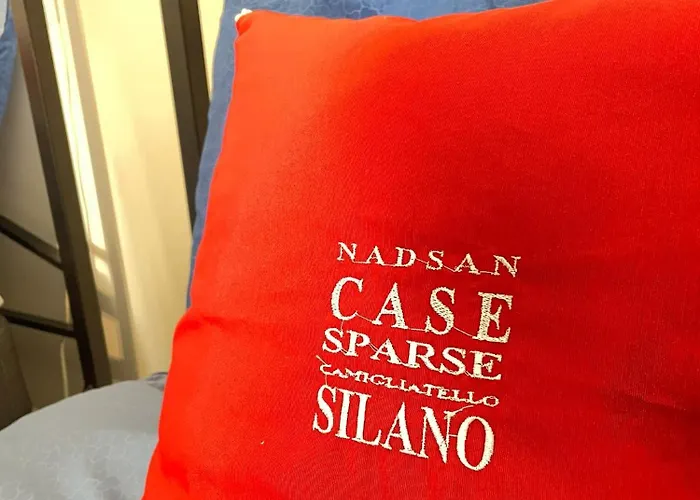 NADSAN
CASE
SPARSE
CAMIGLIATELLO
SILANO